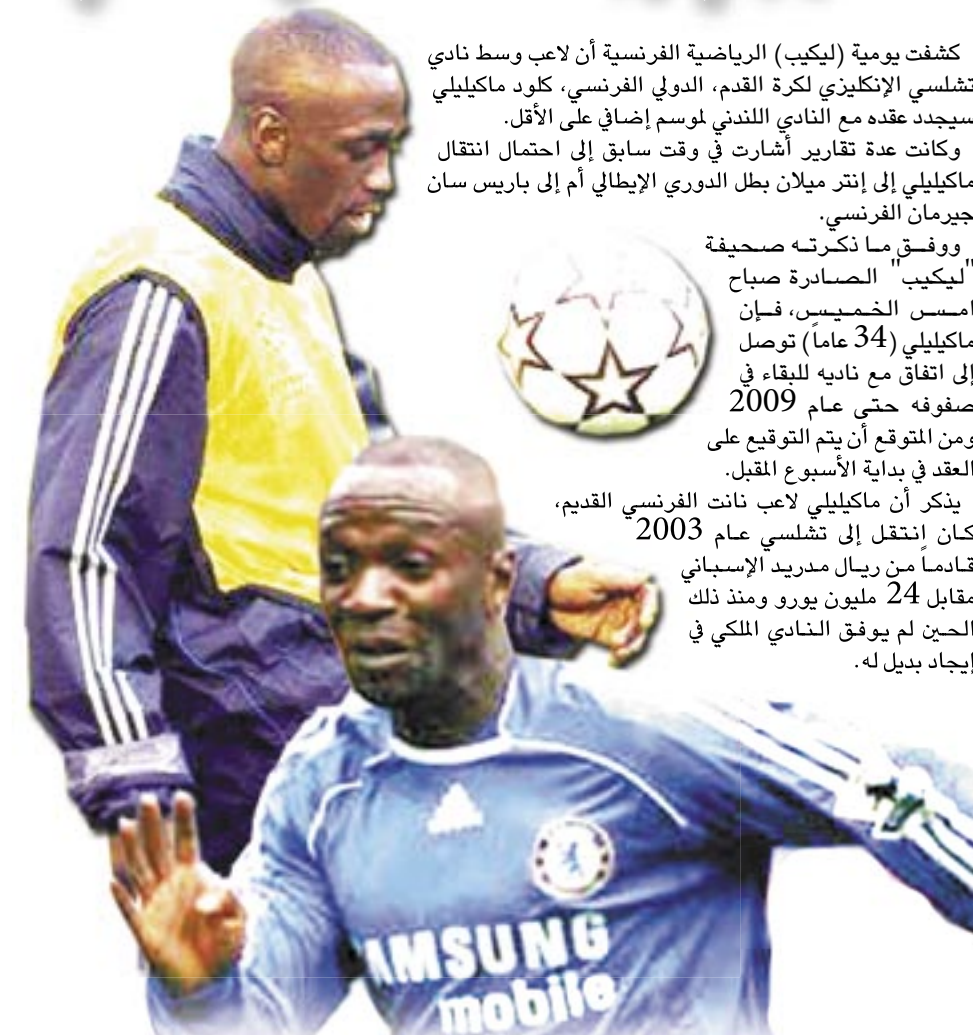 كشفت يومية (ليكيب) الرياضية الفرنسية أن لاعب وسط نادي
تشلسي الإنكليزي لكرة القدم، الدولي الفرنسي، كلود ماكيليلي
سيجدد عقده مع النادي اللندني لموسم إضافي على الأقل.
وكانت عدة تقارير أشارت في وقت سابق إلى احتمال انتقال
ماكيليلي إلى إنتر ميلان بطل الدوري الإيطالي أم إلى باريس سان
جيرمان الفرنسي.
ووفق ما ذكرته صحيفة
"ليكيب" الصادرة صباح
امس الخميس، فإن
ماكيليلي (34 عاماً) توصل
إلى اتفاق مع ناديه للبقاء في
صفوفه حتى عام 2009
ومن المتوقع أن يتم التوقيع على
العقد في بداية الأسبوع المقبل.
يذكر أن ماكيليلي لاعب نانت الفرنسي القديم،
كان انتقل إلى تشلسي عام 2003
قادماً من ريال مدريد الإسباني
مقابل 24 مليون يورو ومنذ ذلك
الحين لم يوفق النادي الملكي في
إيجاد بديل له.
AMSUNG
mobile